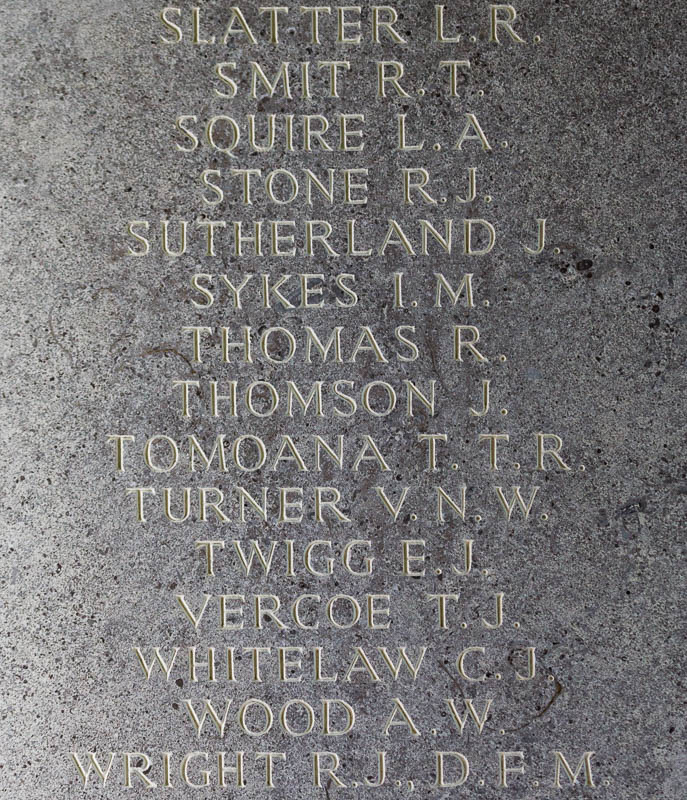 SLATTER L.R.
SMIT R.T.
SQUIRE L.A.
STONE R.J.
SUTHERLAND J.
SYKES I.M.
THOMAS R.
THOMSON J.
TOMOANA T.T.R.
TURNER V.N.W.
TWIGG E.J.
VERCOE T.J.
WHITELAW C.J.
WOOD A.W.
WRIGHT R.J., D.F.M.